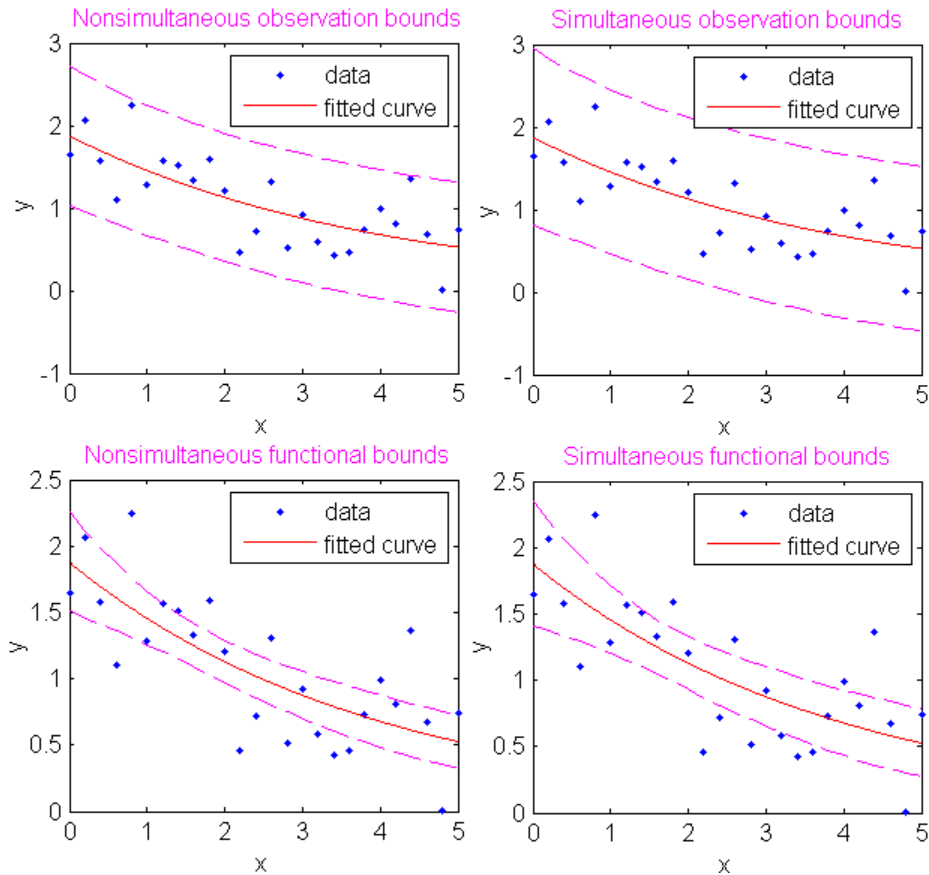 Nonsimultaneous observation bounds
3
2
1
0
-1
y
data
fitted curve
0 1 2 3 4 5
x
Simultaneous observation bounds
3
2
1
0
-1
y
data
fitted curve
0 1 2 3 4 5
x
Nonsimultaneous functional bounds
2.5
2
1.5
1
0.5
0
y
data
fitted curve
0 1 2 3 4 5
x
Simultaneous functional bounds
2.5
2
1.5
1
0.5
0
y
data
fitted curve
0 1 2 3 4 5
x